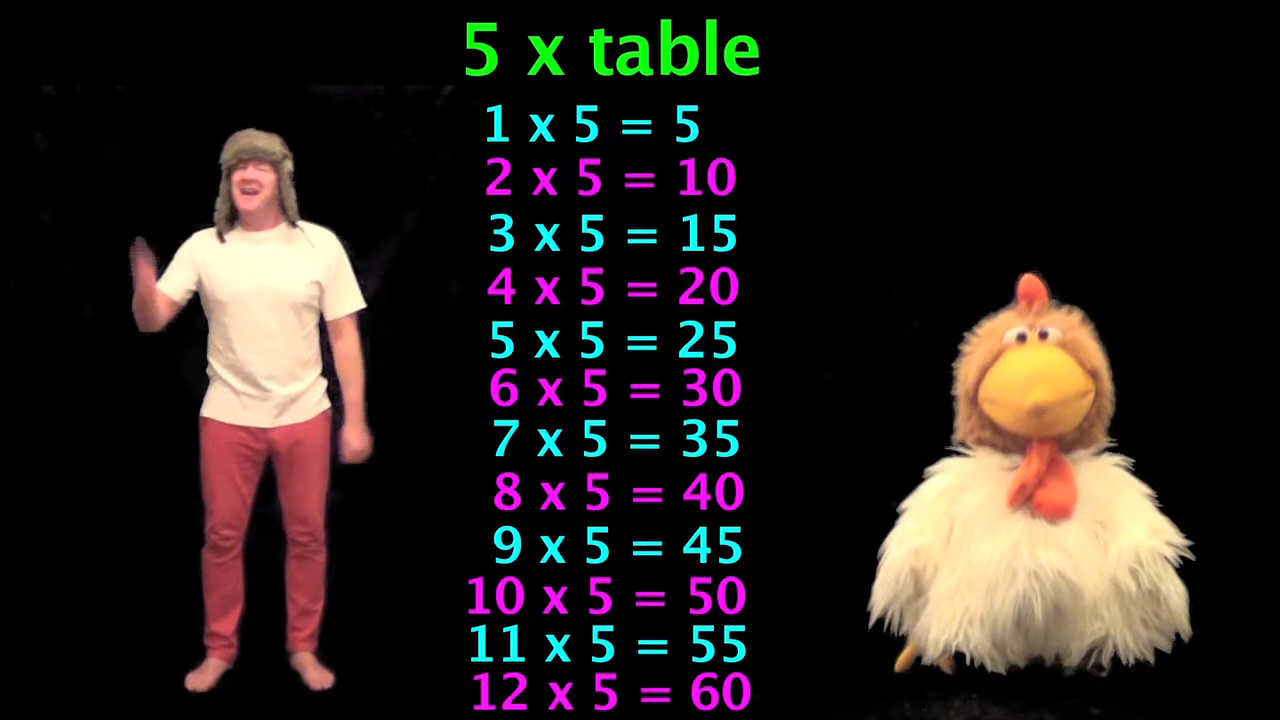 5 x table
1 x 5 = 5
2 x 5 = 10
3 x 5 = 15
4 x 5 = 20
5 x 5 = 25
6 x 5 = 30
7 x 5 = 35
8 x 5 = 40
9 x 5 = 45
10 x 5 = 50
11 x 5 = 55
12 x 5 = 60